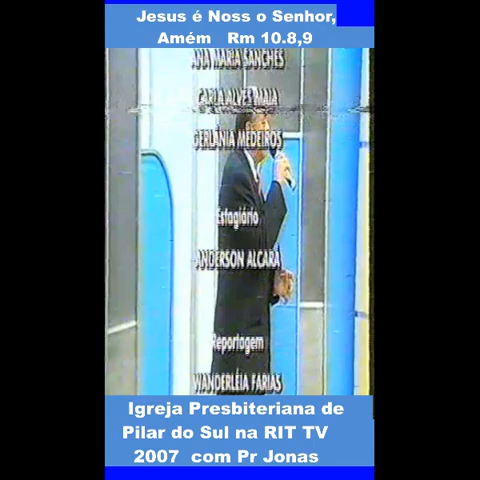 Jesus é Noss o Senhor,
Amém Rm 10.8,9
ANA MARIA SANCHES
CARLA ALVES MAIA
GERLÂNIA MEDEIROS
Estagiário
ANDERSON ALCARÁ
Reportagem
WANDERLÉIA FARIAS
Igreja Presbiteriana de
Pilar do Sul na RIT TV
2007 com Pr Jonas